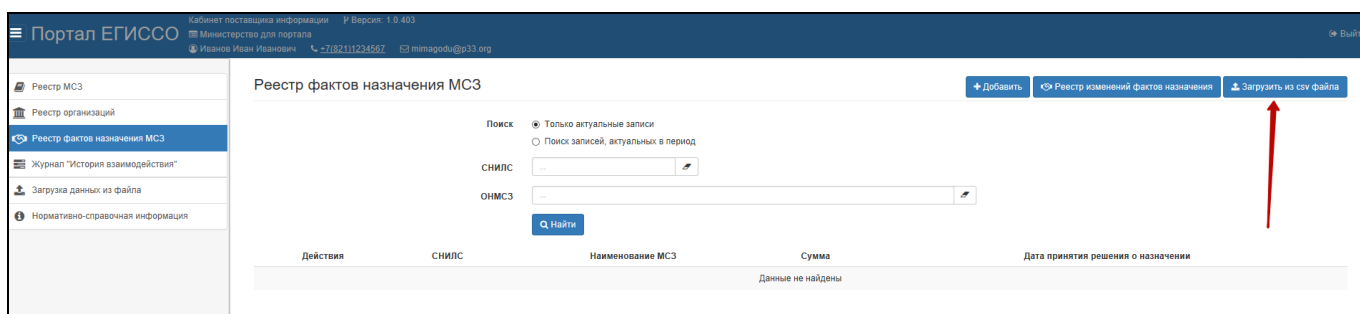 Кабинет поставщика информации Версия: 1.0.403
Портал ЕГИССО
Министерство для портала
Иванов Иван Иванович +7(821)1234567 mimagodu@p33.org
Выйт
Реестр МСЗ
Реестр организаций
Реестр фактов назначения МСЗ
Журнал "История взаимодействия"
Загрузка данных из файла
Нормативно-справочная информация
Реестр фактов назначения МСЗ
Добавить Реестр изменений фактов назначения Загрузить из csv файла
Поиск Только актуальные записи
Поиск записей, актуальных в период
СНИЛС ...
ОНМСЗ ...
Найти
Действия СНИЛС Наименование МСЗ Сумма Дата принятия решения о назначении
Данные не найдены